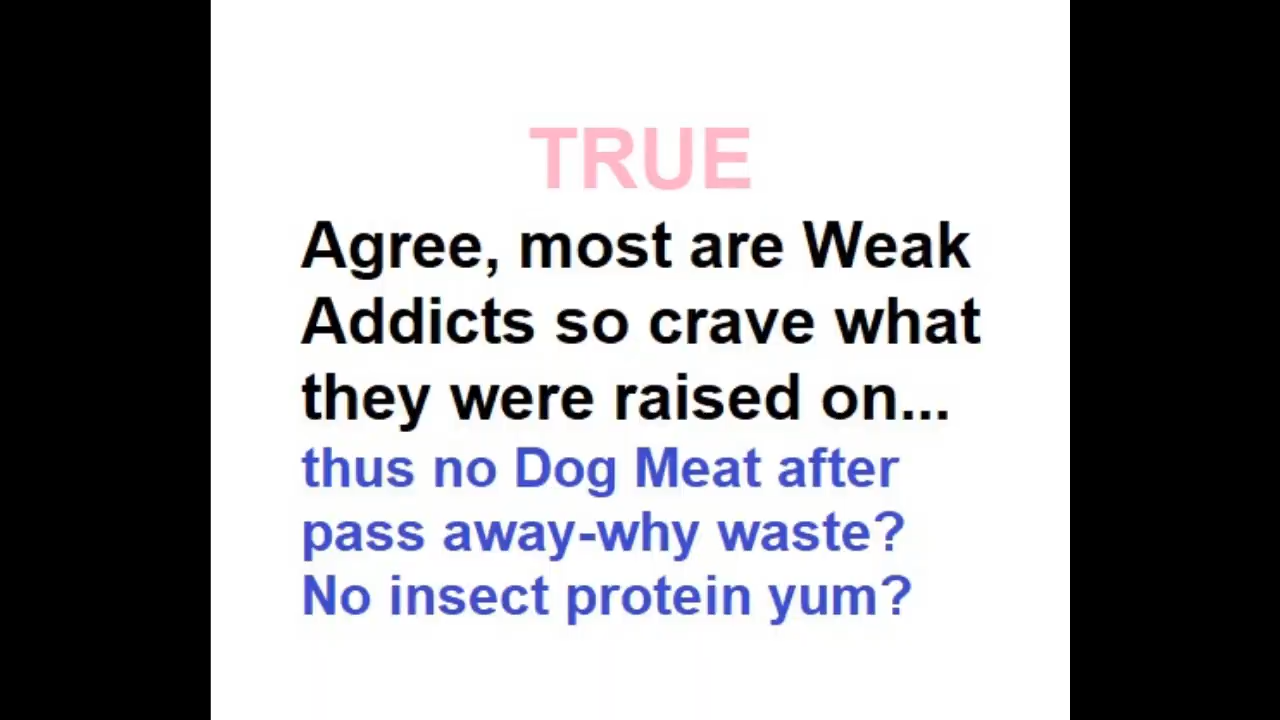 TRUE
Agree, most are Weak
Addicts so crave what
they were raised on...
thus no Dog Meat after
pass away-why waste?
No insect protein yum?